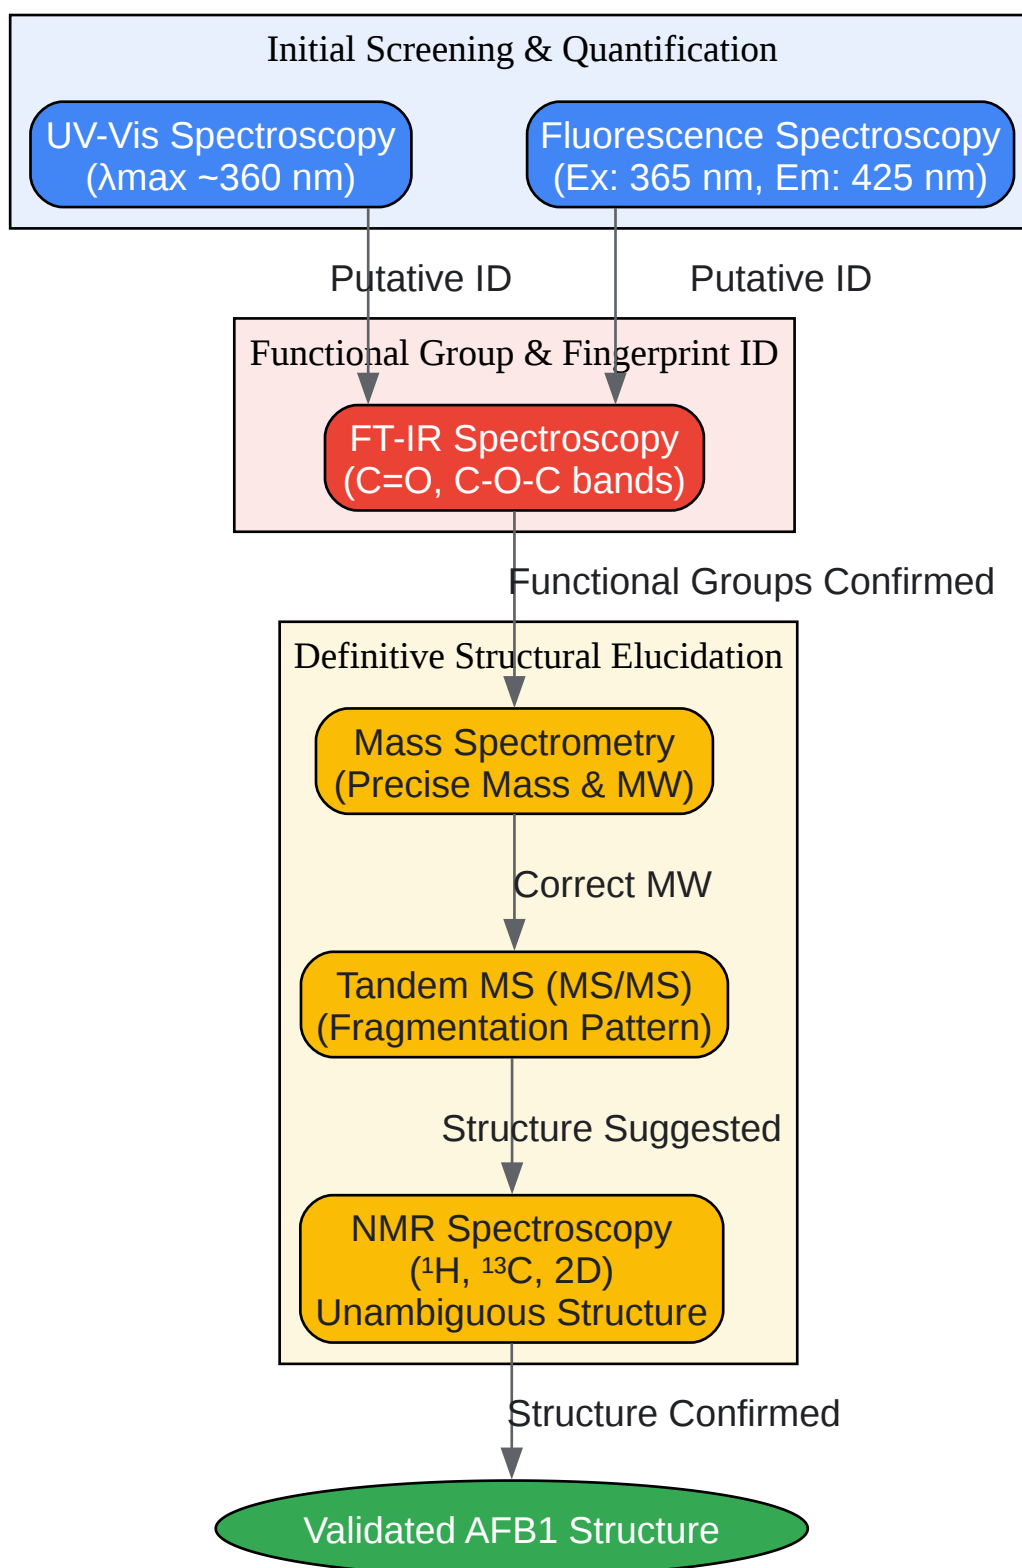 Initial Screening & Quantification
UV-Vis Spectroscopy
(λmax ~360 nm)
Fluorescence Spectroscopy
(Ex: 365 nm, Em: 425 nm)
Putative ID
Putative ID
Functional Group & Fingerprint ID
FT-IR Spectroscopy
(C=O, C-O-C bands)
Functional Groups Confirmed
Definitive Structural Elucidation
Mass Spectrometry
(Precise Mass & MW)
Correct MW
Tandem MS (MS/MS)
(Fragmentation Pattern)
Structure Suggested
NMR Spectroscopy
(¹H, ¹³C, 2D)
Unambiguous Structure
Structure Confirmed
Validated AFB1 Structure